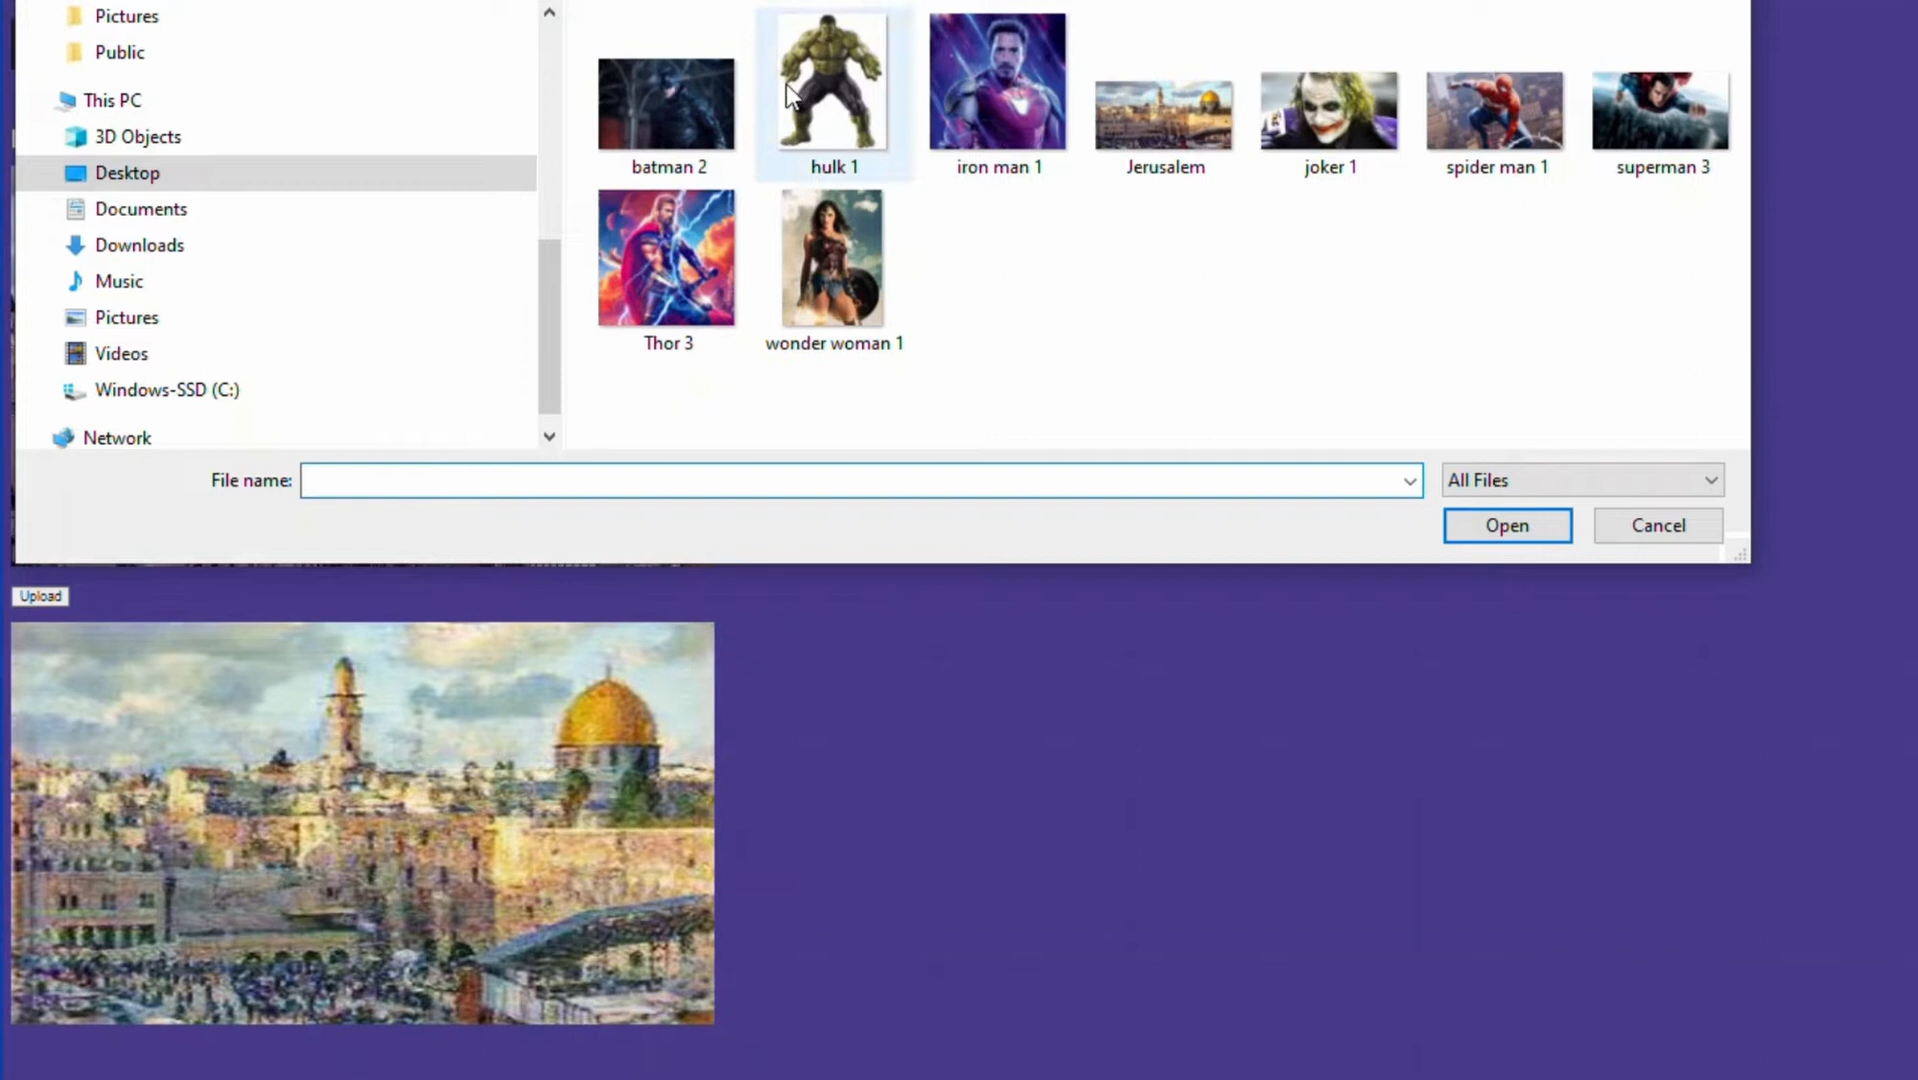 Pictures
Public
This PC
3D Objects
Desktop
Documents
Downloads
Music
Pictures
Videos
Windows-SSD (C:)
Network
batman 2
hulk 1
iron man 1
Jerusalem
joker 1
spider man 1
superman 3
Thor 3
wonder woman 1
File name:
All Files
Open
Cancel
Upload